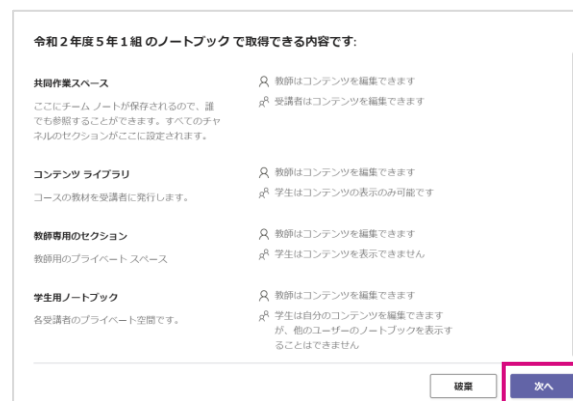 令和２年度５年１組 のノートブック で取得できる内容です:
共同作業スペース
ここにチーム ノートが保存されるので、誰
でも参照することができます。すべてのチャ
ネルのセクションがここに設定されます。
教師はコンテンツを編集できます
受講者はコンテンツを編集できます
コンテンツ ライブラリ
コースの教材を受講者に発行します。
教師はコンテンツを編集できます
学生はコンテンツの表示のみ可能です
教師専用のセクション
教師用のプライベート スペース
教師はコンテンツを編集できます
学生はコンテンツを表示できません
学生用ノートブック
各受講者のプライベート空間です。
教師はコンテンツを編集できます
学生は自分のコンテンツを編集できます
が、他のユーザーのノートブックを表示す
ることはできません
破棄
次へ